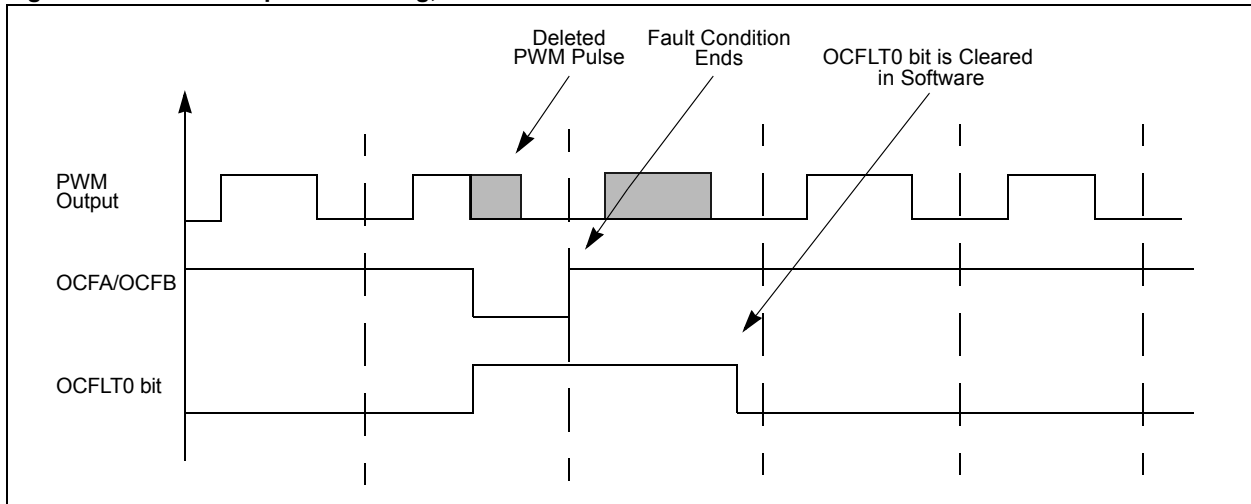 Deleted
PWM Pulse
Fault Condition
Ends
OCFLT0 bit is Cleared
in Software
PWM
Output
OCFA/OCFB
OCFLT0 bit